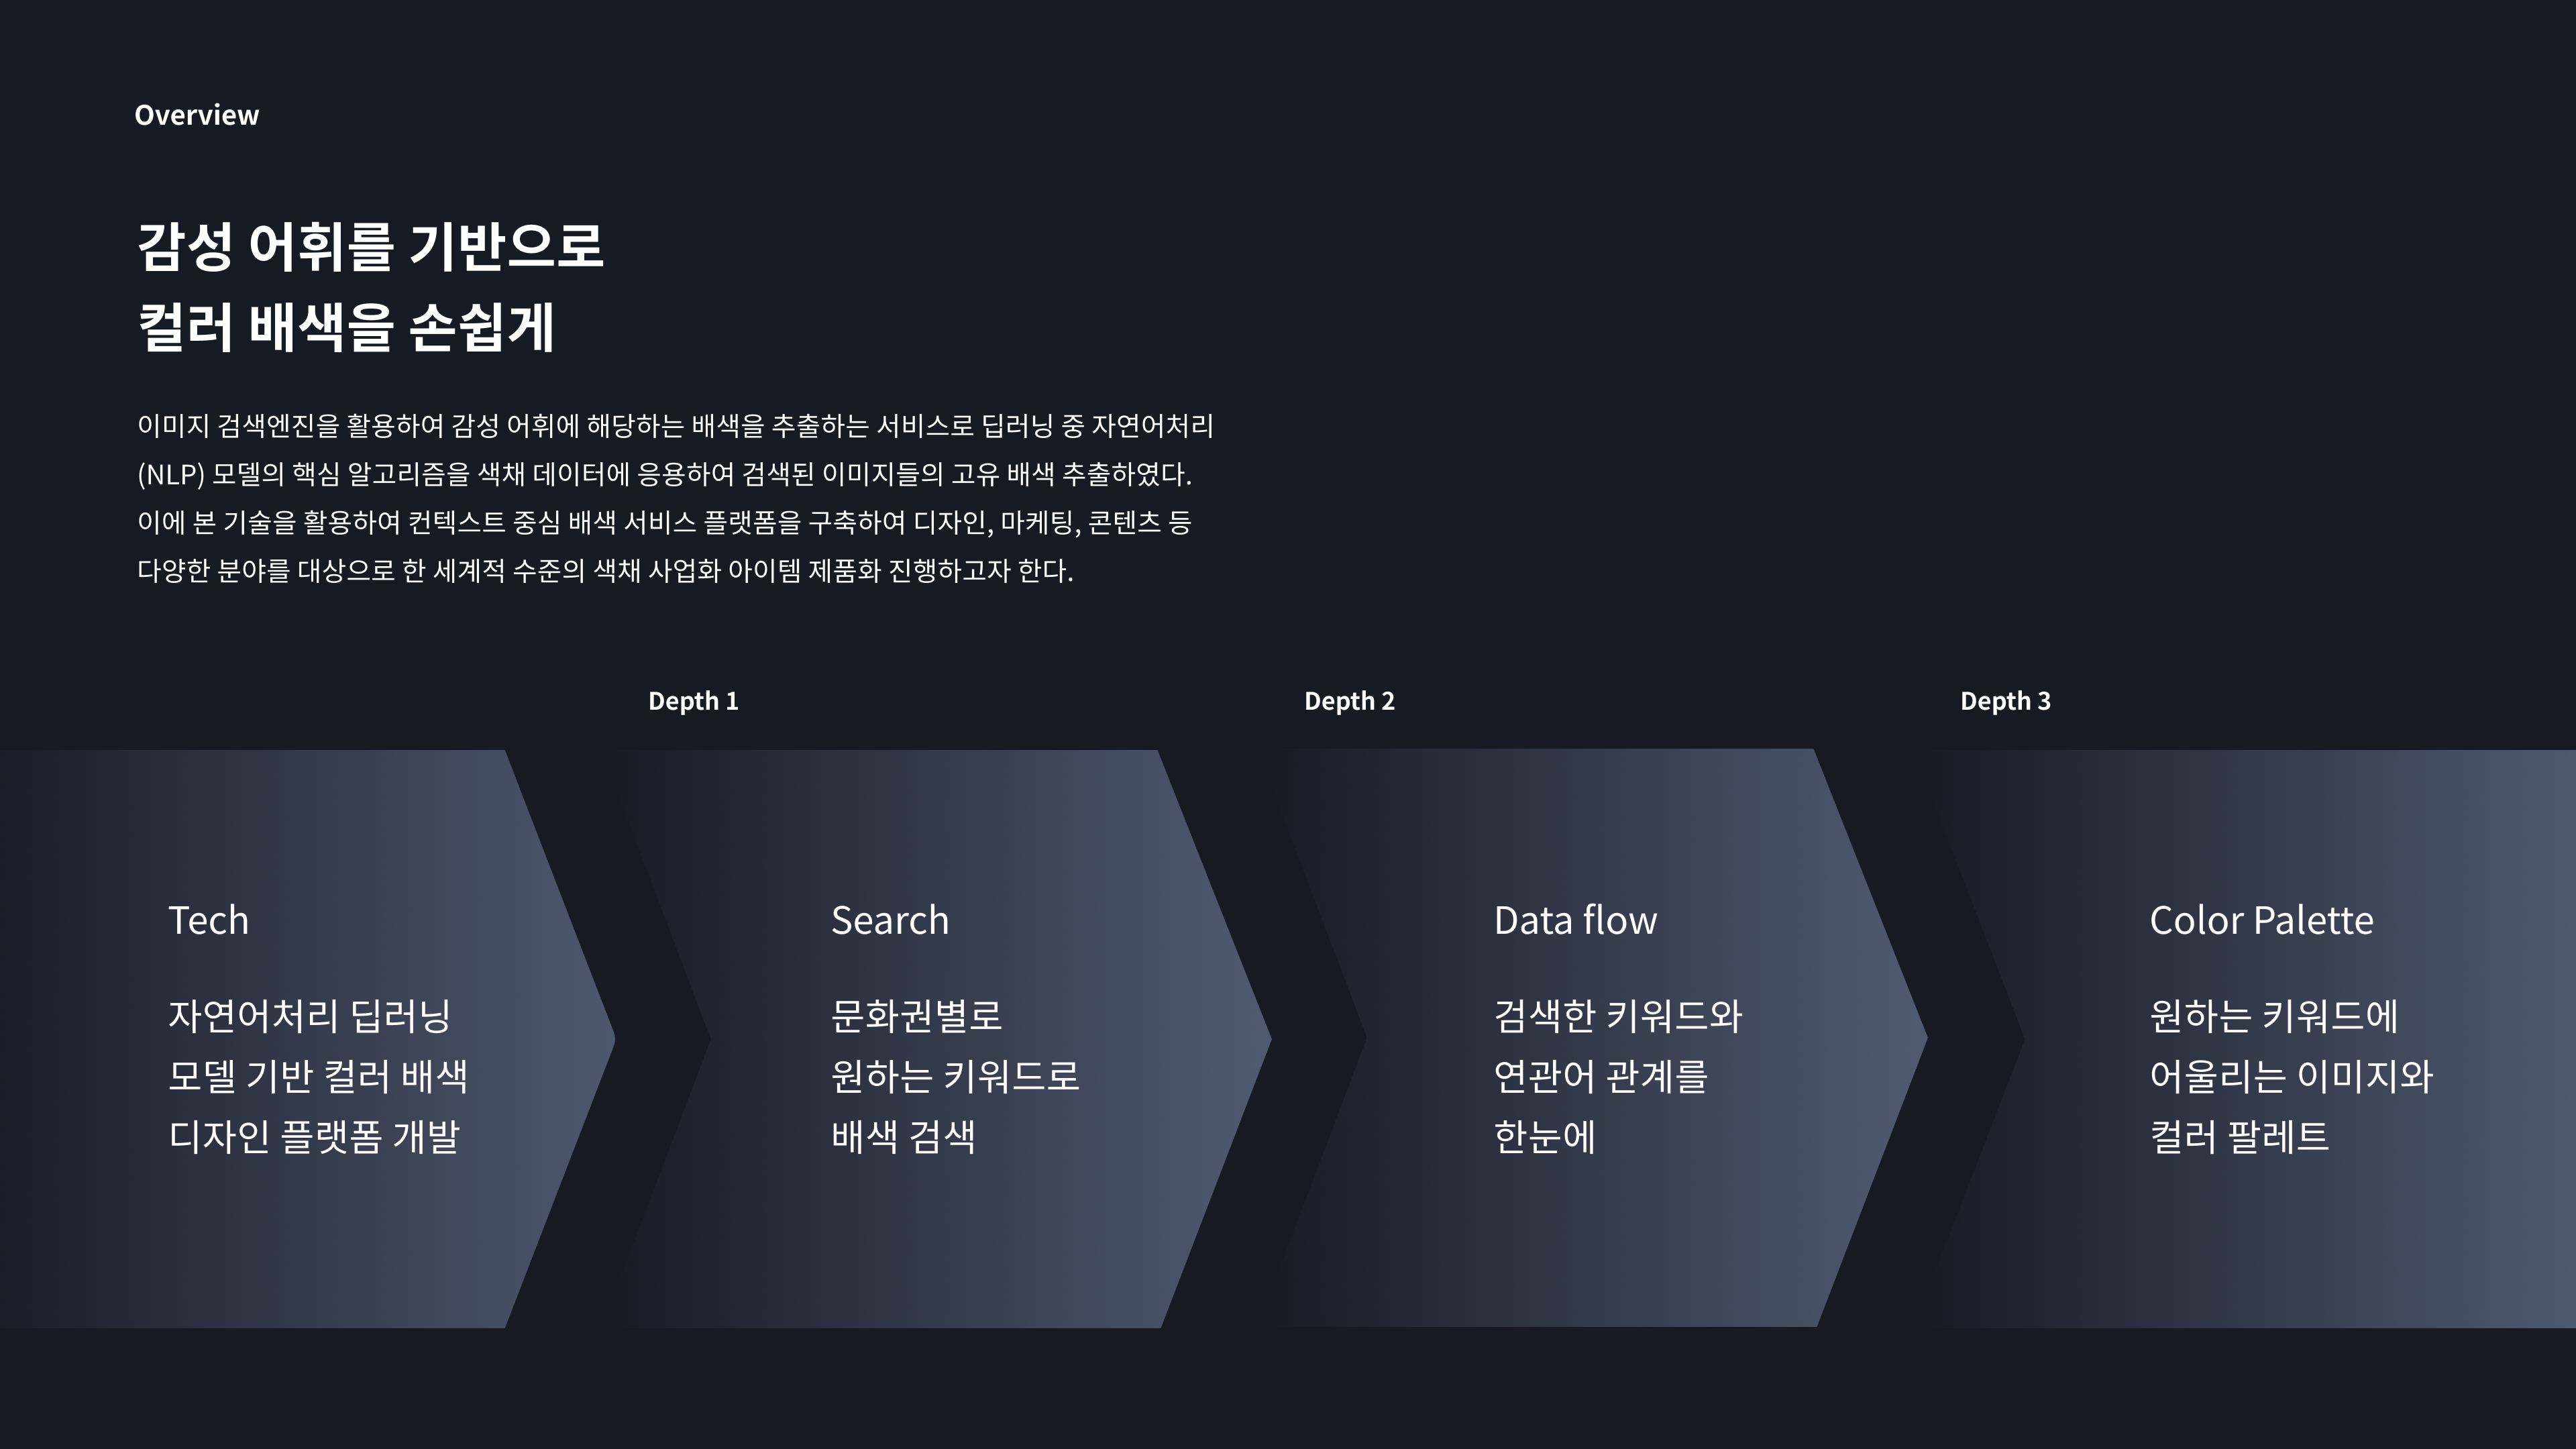 Overview
감성 어휘를 기반으로
컬러 배색을 손쉽게
이미지 검색엔진을 활용하여 감성 어휘에 해당하는 배색을 추출하는 서비스로 딥러닝 중 자연어처리
(NLP) 모델의 핵심 알고리즘을 색채 데이터에 응용하여 검색된 이미지들의 고유 배색 추출하였다.
이에 본 기술을 활용하여 컨텍스트 중심 배색 서비스 플랫폼을 구축하여 디자인, 마케팅, 콘텐츠 등
다양한 분야를 대상으로 한 세계적 수준의 색채 사업화 아이템 제품화 진행하고자 한다.
Tech
자연어처리 딥러닝
모델 기반 컬러 배색
디자인 플랫폼 개발
Depth 1
Search
문화권별로
원하는 키워드로
배색 검색
Depth 2
Data flow
검색한 키워드와
연관어 관계를
한눈에
Depth 3
Color Palette
원하는 키워드에
어울리는 이미지와
컬러 팔레트